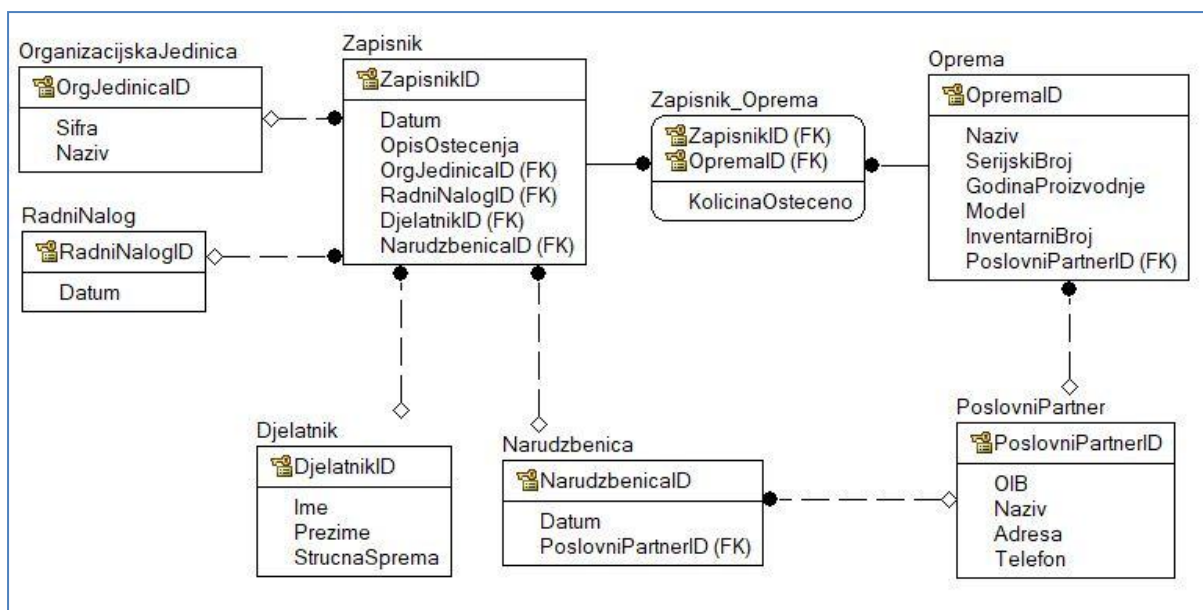 OrganizacijskaJedinica
OrgJedinicaID
Sifra
Naziv
RadniNalog
RadniNalogID
Datum
Zapisnik
ZapisnikID
Datum
OpisOstecenja
OrgJedinicaID (FK)
RadniNalogID (FK)
DjelatnikID (FK)
NarudzbenicaID (FK)
Zapisnik_Oprema
ZapisnikID (FK)
OpremaID (FK)
KolicinaOsteceno
Oprema
OpremaID
Naziv
SerijskiBroj
GodinaProizvodnje
Model
InventarniBroj
PoslovniPartnerID (FK)
Djelatnik
DjelatnikID
Ime
Prezime
StrucnaSprema
Narudzbenica
NarudzbenicaID
Datum
PoslovniPartnerID (FK)
PoslovniPartner
PoslovniPartnerID
OIB
Naziv
Adresa
Telefon